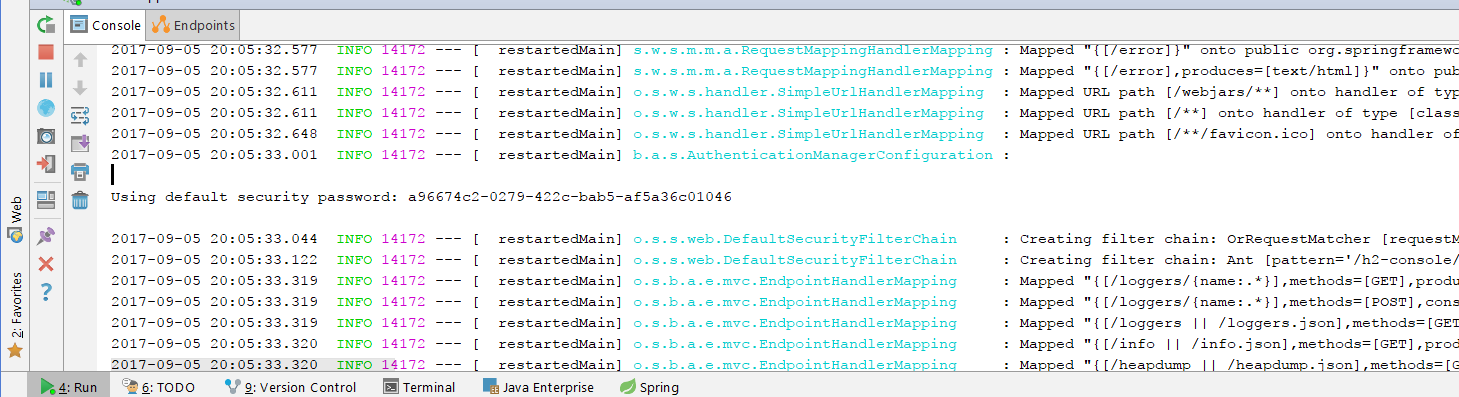 Console Endpoints
2017-09-05 20:05:32.577 INFO 14172 --- [ restartedMain] s.w.s.m.m.a.RequestMappingHandlerMapping : Mapped "{[/error]}" onto public org.springframewo
2017-09-05 20:05:32.577 INFO 14172 --- [ restartedMain] s.w.s.m.m.a.RequestMappingHandlerMapping : Mapped "{[/error],produces=[text/html]}" onto pub
2017-09-05 20:05:32.611 INFO 14172 --- [ restartedMain] o.s.w.s.handler.SimpleUrlHandlerMapping : Mapped URL path [/webjars/**] onto handler of typ
2017-09-05 20:05:32.611 INFO 14172 --- [ restartedMain] o.s.w.s.handler.SimpleUrlHandlerMapping : Mapped URL path [/**] onto handler of type [class
2017-09-05 20:05:32.648 INFO 14172 --- [ restartedMain] o.s.w.s.handler.SimpleUrlHandlerMapping : Mapped URL path [/**/favicon.ico] onto handler of
2017-09-05 20:05:33.001 INFO 14172 --- [ restartedMain] b.a.s.AuthenticationManagerConfiguration :
Using default security password: a96674c2-0279-422c-bab5-af5a36c01046
2017-09-05 20:05:33.044 INFO 14172 --- [ restartedMain] o.s.s.web.DefaultSecurityFilterChain : Creating filter chain: OrRequestMatcher [requestM
2017-09-05 20:05:33.122 INFO 14172 --- [ restartedMain] o.s.s.web.DefaultSecurityFilterChain : Creating filter chain: Ant [pattern='/h2-console/
2017-09-05 20:05:33.319 INFO 14172 --- [ restartedMain] o.s.b.a.e.mvc.EndpointHandlerMapping : Mapped "{[/loggers/{name:.*}],methods=[GET],produ
2017-09-05 20:05:33.319 INFO 14172 --- [ restartedMain] o.s.b.a.e.mvc.EndpointHandlerMapping : Mapped "{[/loggers/{name:.*}],methods=[POST],cons
2017-09-05 20:05:33.319 INFO 14172 --- [ restartedMain] o.s.b.a.e.mvc.EndpointHandlerMapping : Mapped "{[/loggers || /loggers.json],methods=[GET
2017-09-05 20:05:33.320 INFO 14172 --- [ restartedMain] o.s.b.a.e.mvc.EndpointHandlerMapping : Mapped "{[/info || /info.json],methods=[GET],prod
2017-09-05 20:05:33.320 INFO 14172 --- [ restartedMain] o.s.b.a.e.mvc.EndpointHandlerMapping : Mapped "{[/heapdump || /heapdump.json],methods=[G
Web
2: Favorites
4: Run 6: TODO 9: Version Control Terminal Java Enterprise Spring